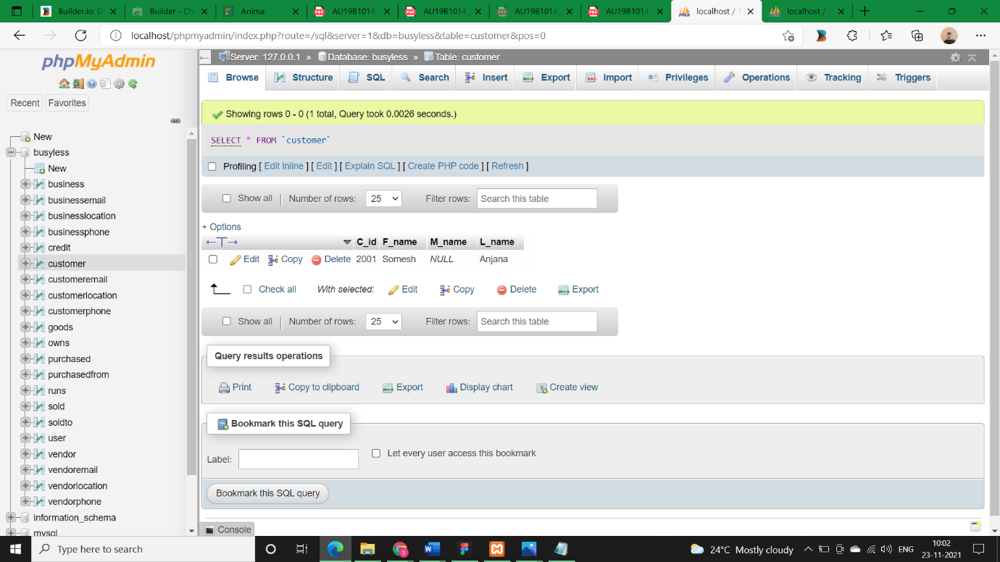 Builder.io: D
Builder - Ch
Anima
AU19B1014
AU19B1014
AU19B1014
AU19B1014
localhost / 1
localhost /
localhost/phpmyadmin/index.php?route=/sql&server=1&db=busyless&table=customer&pos=0
phpMyAdmin
Recent Favorites
New
busyless
New
business
businessemail
businesslocation
businessphone
credit
customer
customeremail
customerlocation
customerphone
goods
owns
purchased
purchasedfrom
runs
sold
soldto
user
vendor
vendoremail
vendorlocation
vendorphone
information_schema
mysql
Server: 127.0.0.1 » Database: busyless » Table: customer
Browse Structure SQL Search Insert Export Import Privileges Operations Tracking Triggers
Showing rows 0 - 0 (1 total, Query took 0.0026 seconds.)
SELECT * FROM `customer`
Profiling [ Edit inline ] [ Edit ] [ Explain SQL ] [ Create PHP code ] [ Refresh ]
Show all Number of rows: 25 Filter rows: Search this table
+ Options
←T→ C_id F_name M_name L_name
Edit Copy Delete 2001 Somesh NULL Anjana
Check all With selected: Edit Copy Delete Export
Show all Number of rows: 25 Filter rows: Search this table
Query results operations
Print Copy to clipboard Export Display chart Create view
Bookmark this SQL query
Label: Let every user access this bookmark
Bookmark this SQL query
Console
Type here to search
24°C Mostly cloudy
ENG
10:02
23-11-2021